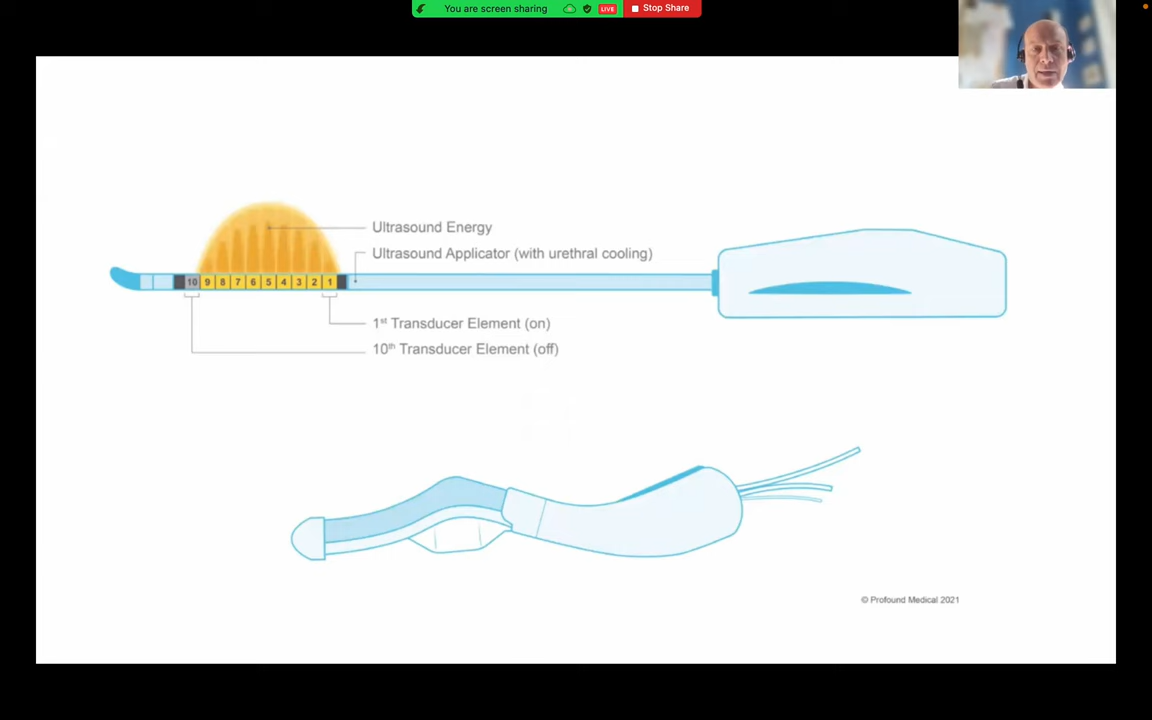 You are screen sharing LIVE Stop Share
Ultrasound Energy
Ultrasound Applicator (with urethral cooling)
10 9 8 7 6 5 4 3 2 1
1st Transducer Element (on)
10th Transducer Element (off)
© Profound Medical 2021